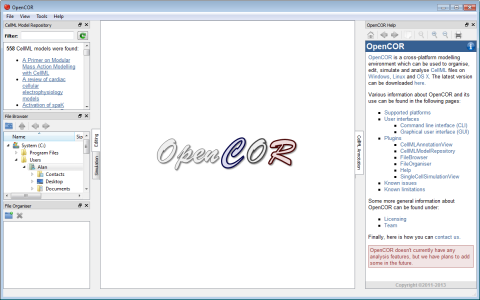 OpenCOR
File View Tools Help
CellML Model Repository
Filter:
558 CellML models were found:
A Primer on Modular
Mass Action Modelling
with CellML
A review of cardiac
cellular
electrophysiology
models
Activation of spaK
File Browser
Name
System (C:)
Program Files
Users
Alan
Contacts
Desktop
Documents
File Organiser
Editing
OpenCOR
CellML Annotation
OpenCOR Help
OpenCOR
OpenCOR is a cross-platform modelling
environment which can be used to organise,
edit, simulate and analyse CellML files on
Windows, Linux and OS X. The latest version
can be downloaded here.
Various information about OpenCOR and its
use can be found in the following pages:
Supported platforms
User interfaces
Command line interface (CLI)
Graphical user interface (GUI)
Plugins
CellMLAnnotationView
CellMLModelRepository
FileBrowser
FileOrganiser
Help
SingleCellSimulationView
Known issues
Known limitations
Some more general information about
OpenCOR can be found under:
Licensing
Team
Finally, here is how you can contact us.
OpenCOR doesn't currently have any
analysis features, but we have plans to add
some in the future.
Copyright ©2011-2013